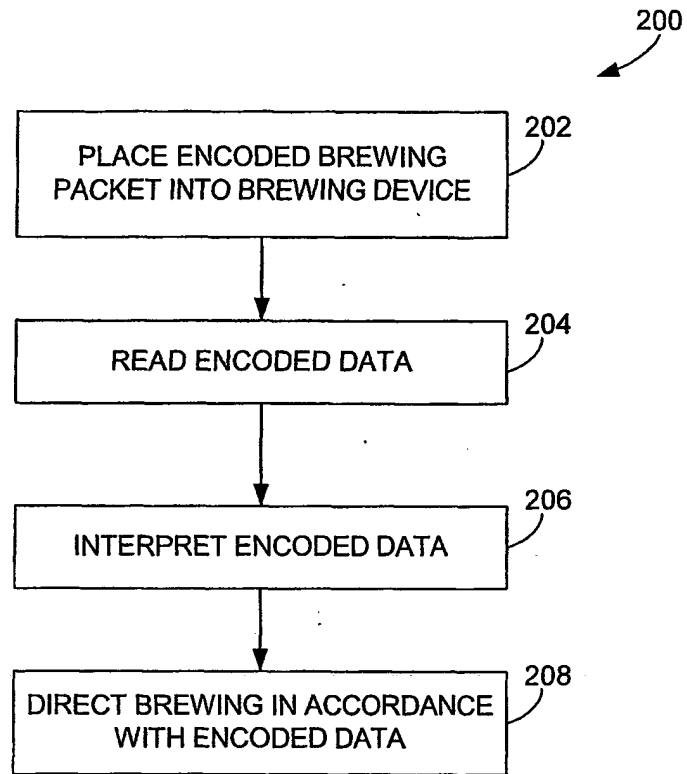 200
202
PLACE ENCODED BREWING
PACKET INTO BREWING DEVICE
204
READ ENCODED DATA
206
INTERPRET ENCODED DATA
208
DIRECT BREWING IN ACCORDANCE
WITH ENCODED DATA